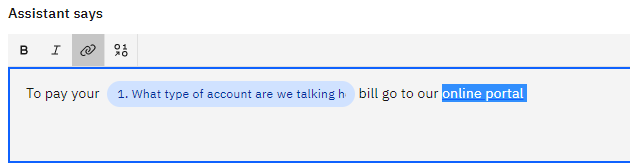 Assistant says
B I
To pay your 1. What type of account are we talking h bill go to our online portal